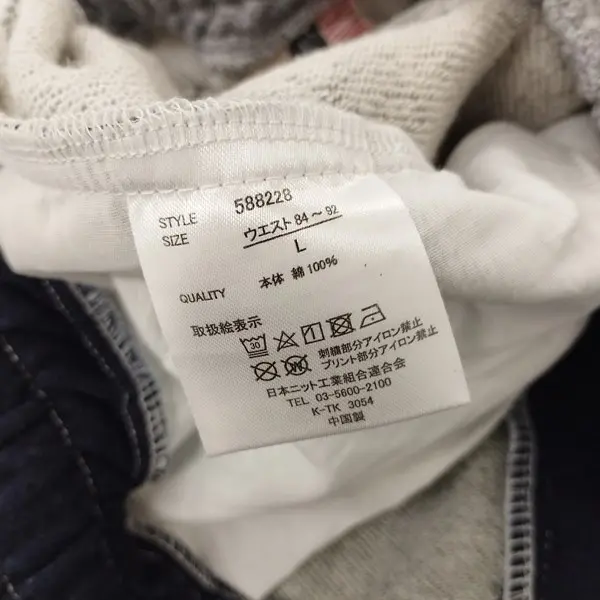 STYLE 588228
SIZE ウエスト 84～92
L
QUALITY 本体 綿100%
取扱絵表示
30
刺繍部分アイロン禁止
W プリント部分アイロン禁止
日本ニット工業組合連合会
TEL 03-5600-2100
K-TK 3054
中国製